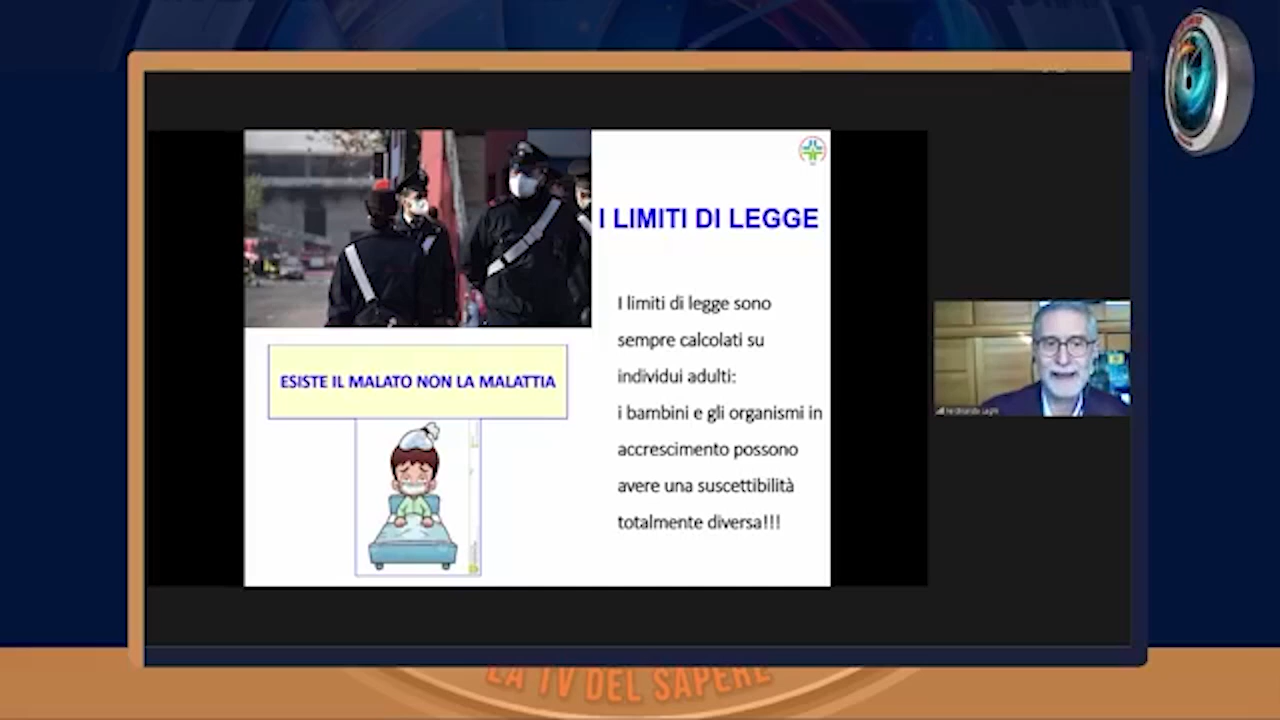 I LIMITI DI LEGGE
I limiti di legge sono
sempre calcolati su
individui adulti:
i bambini e gli organismi in
accrescimento possono
avere una suscettibilità
totalmente diversa!!!
ESISTE IL MALATO NON LA MALATTIA
LA TV DEL SAPERE